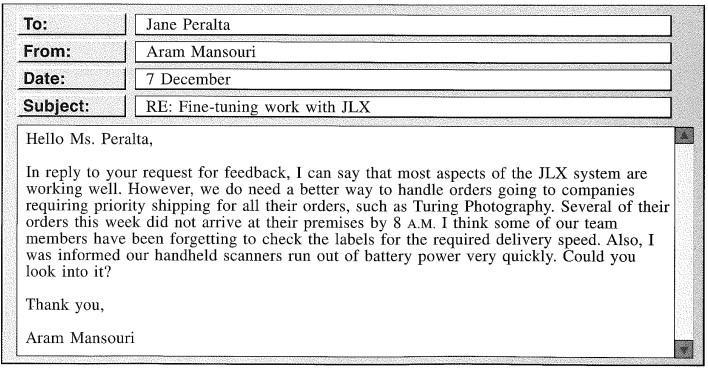 To: Jane Peralta
From: Aram Mansouri
Date: 7 December
Subject: RE: Fine-tuning work with JLX
Hello Ms. Peralta,
In reply to your request for feedback, I can say that most aspects of the JLX system are
working well. However, we do need a better way to handle orders going to companies
requiring priority shipping for all their orders, such as Turing Photography. Several of their
orders this week did not arrive at their premises by 8 A.M. I think some of our team
members have been forgetting to check the labels for the required delivery speed. Also, I
was informed our handheld scanners run out of battery power very quickly. Could you
look into it?
Thank you,
Aram Mansouri